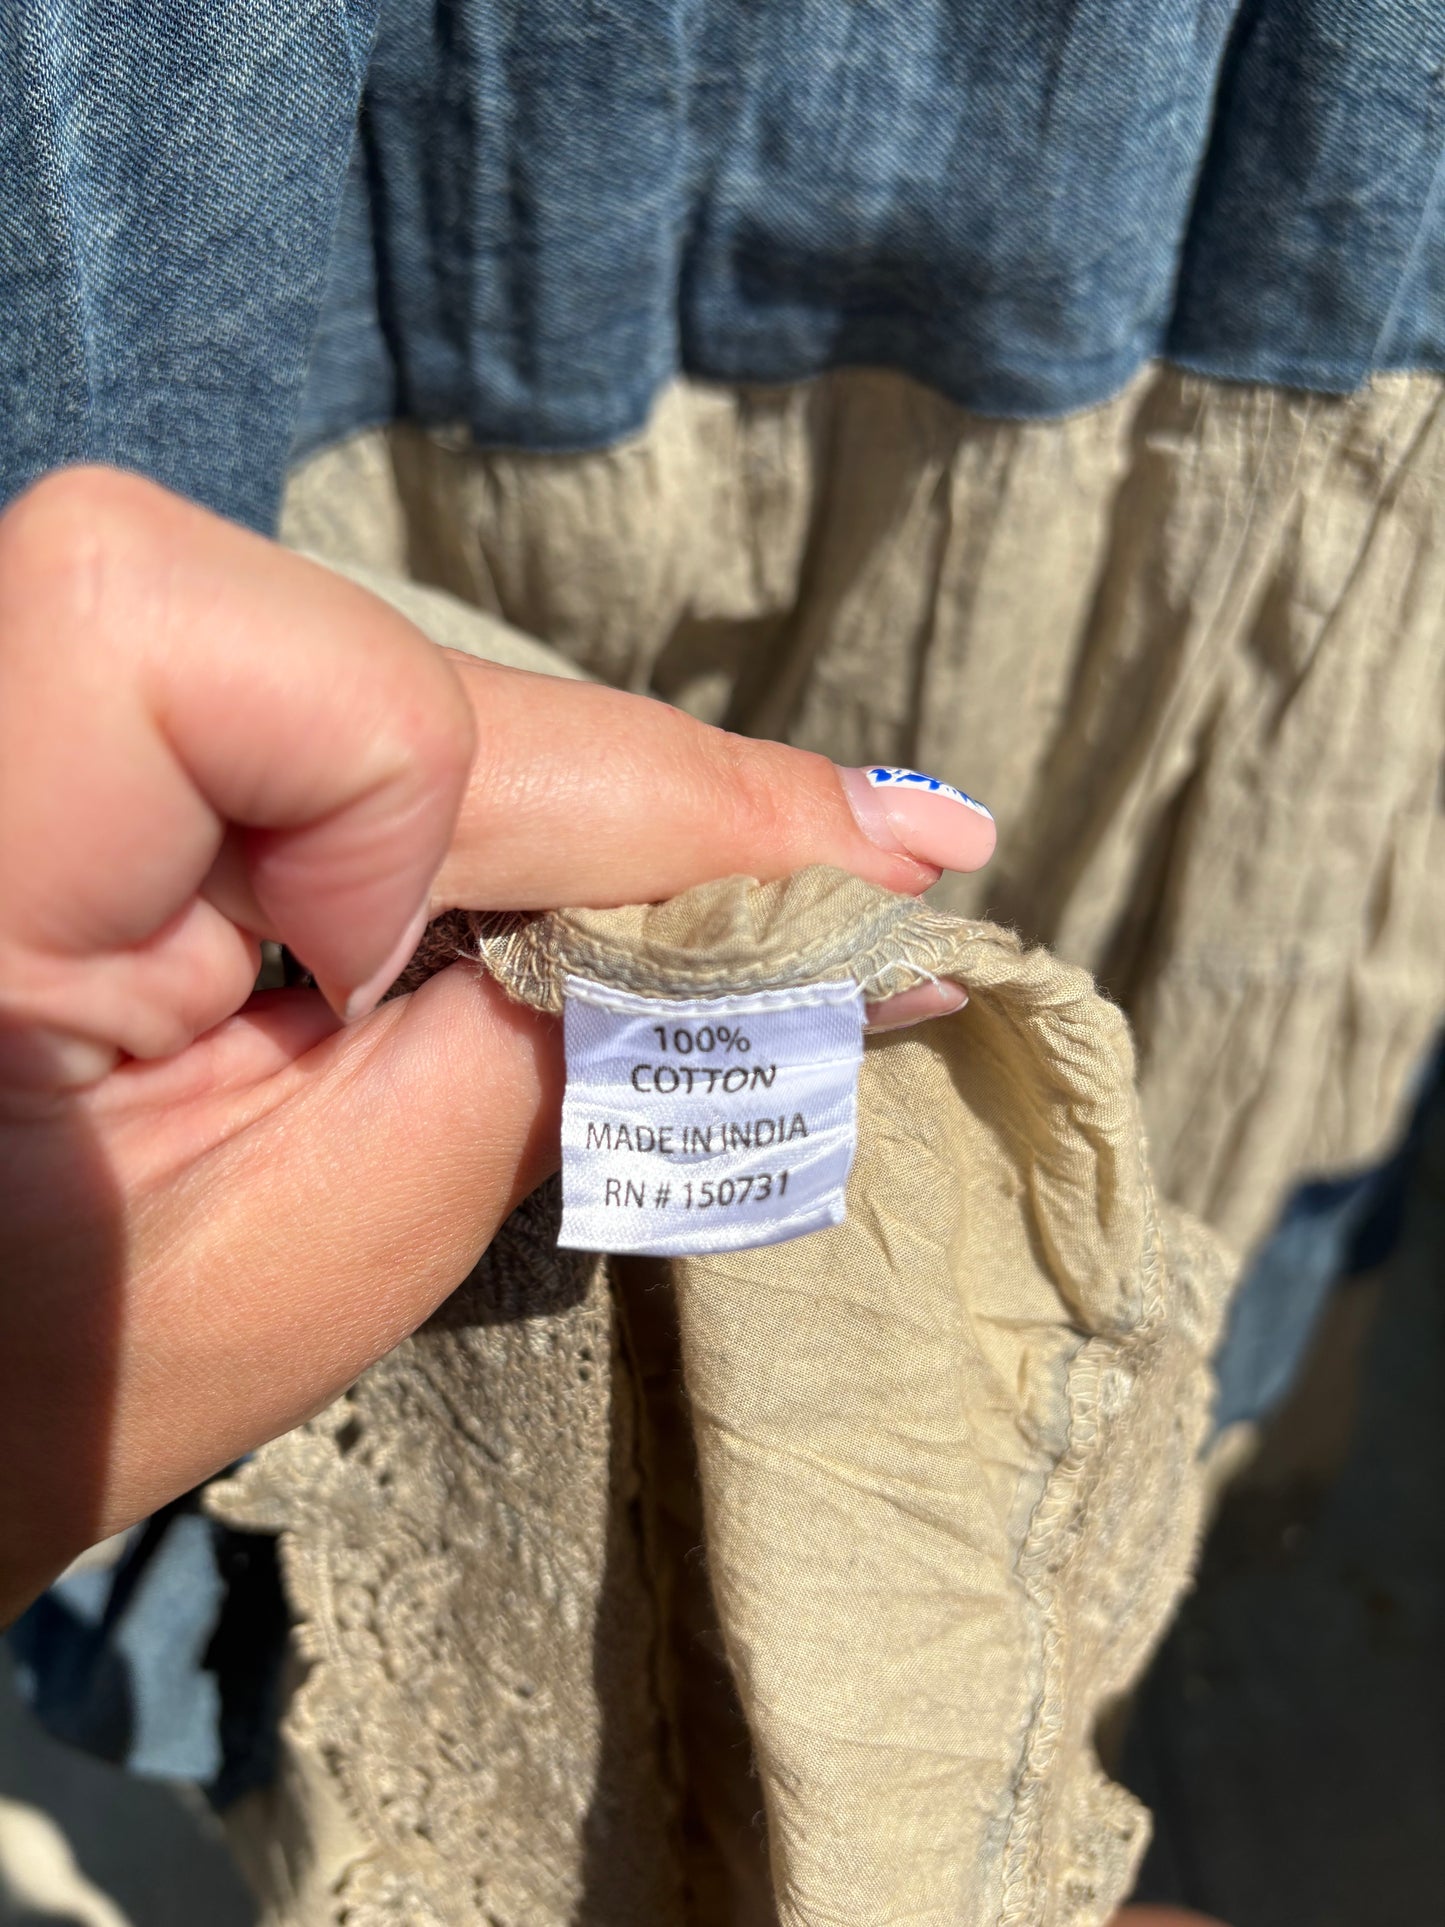 100%
COTTON
MADE IN INDIA
RN # 150731